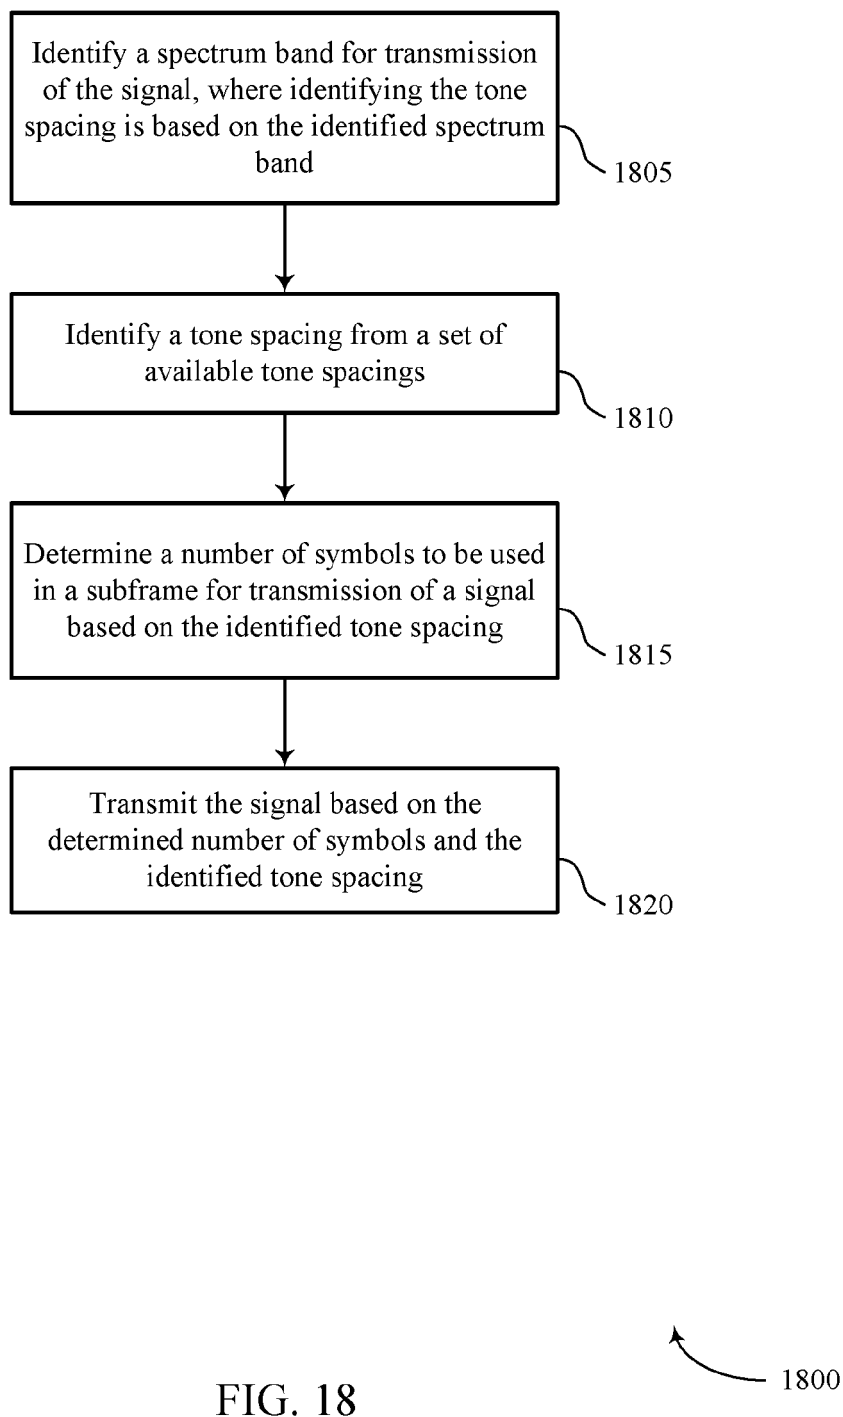 Identify a spectrum band for transmission
of the signal, where identifying the tone
spacing is based on the identified spectrum
band
1805
Identify a tone spacing from a set of
available tone spacings
1810
Determine a number of symbols to be used
in a subframe for transmission of a signal
based on the identified tone spacing
1815
Transmit the signal based on the
determined number of symbols and the
identified tone spacing
1820
1800
FIG. 18